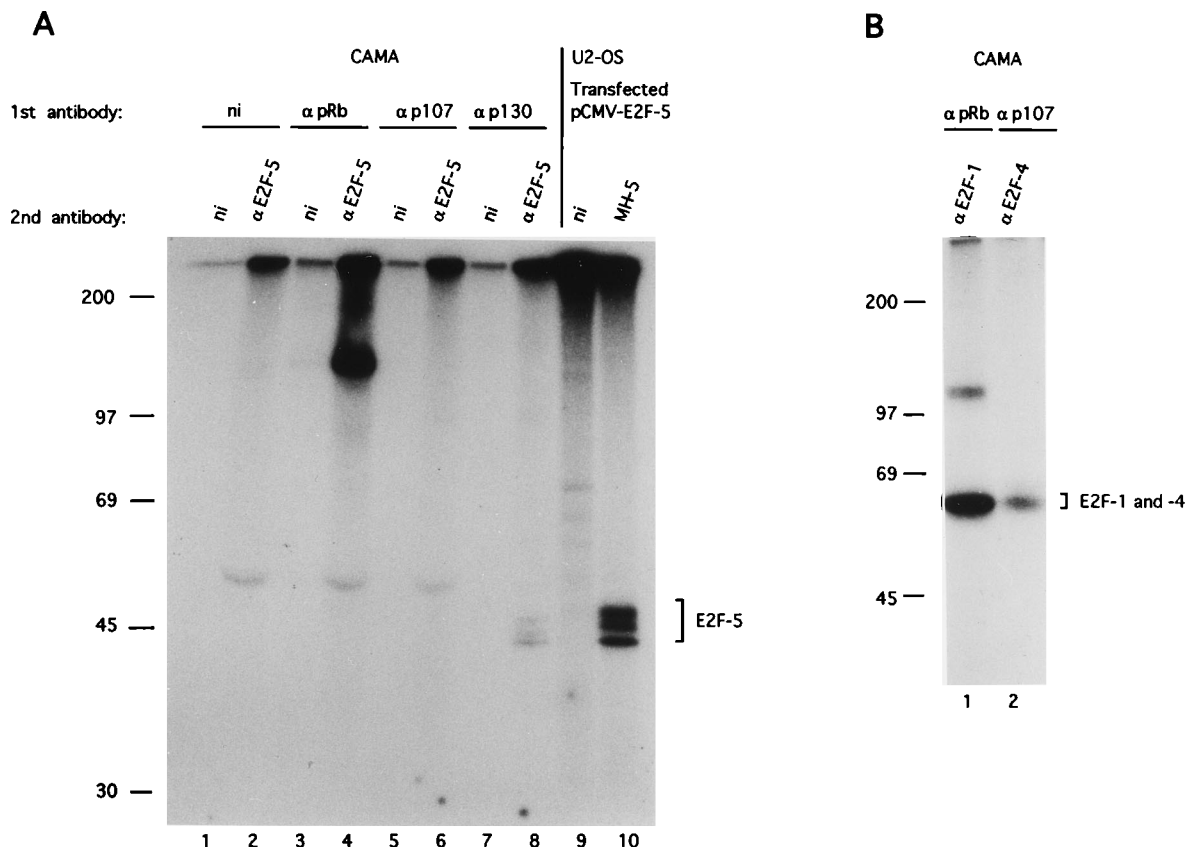 A
CAMA
U2-OS
Transfected
pCMV-E2F-5
1st antibody:
ni
α pRb
α p107
α p130
2nd antibody:
ni
α E2F-5
ni
α E2F-5
ni
α E2F-5
ni
α E2F-5
ni
MH-5
200
97
69
45
30
E2F-5
1 2 3 4 5 6 7 8 9 10
B
CAMA
α pRb α p107
α E2F-1
α E2F-4
200
97
69
45
E2F-1 and -4
1 2